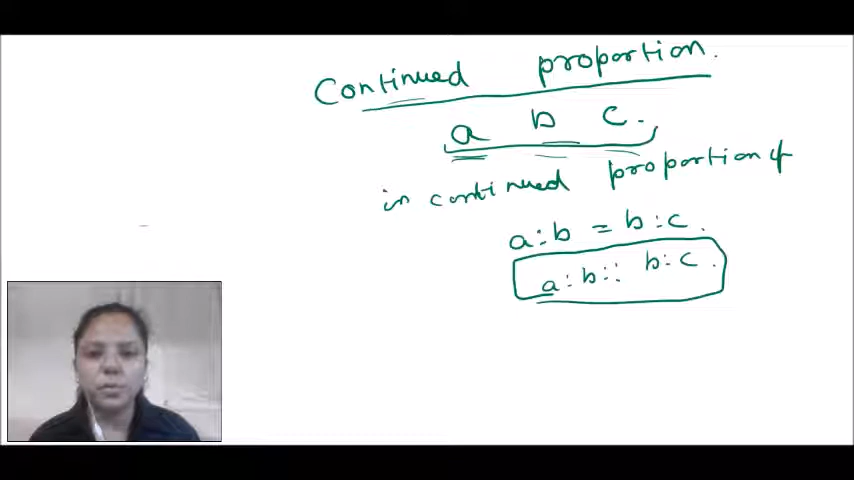 Continued proportion.
a b c.
in continued proportion if
a:b = b:c.
a:b:: b:c.